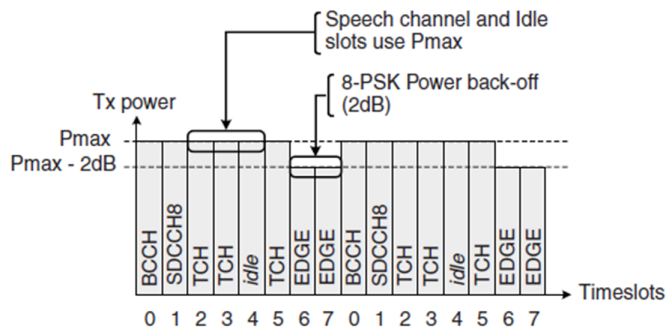 Speech channel and Idle
slots use Pmax
8-PSK Power back-off
(2dB)
Tx power
Pmax
Pmax - 2dB
BCCH SDCCH8 TCH TCH idle TCH EDGE EDGE BCCH SDCCH8 TCH TCH idle TCH EDGE EDGE
Timeslots
0 1 2 3 4 5 6 7 0 1 2 3 4 5 6 7